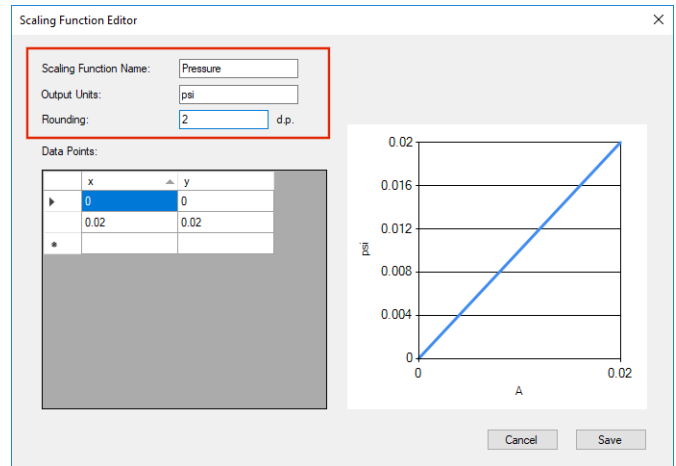 Scaling Function Editor
Scaling Function Name: Pressure
Output Units: psi
Rounding: 2 d.p.
Data Points:
x y
0 0
0.02 0.02
0.02
0.016
0.012
0.008
0.004
0
psi
0 0.02
A
Cancel Save